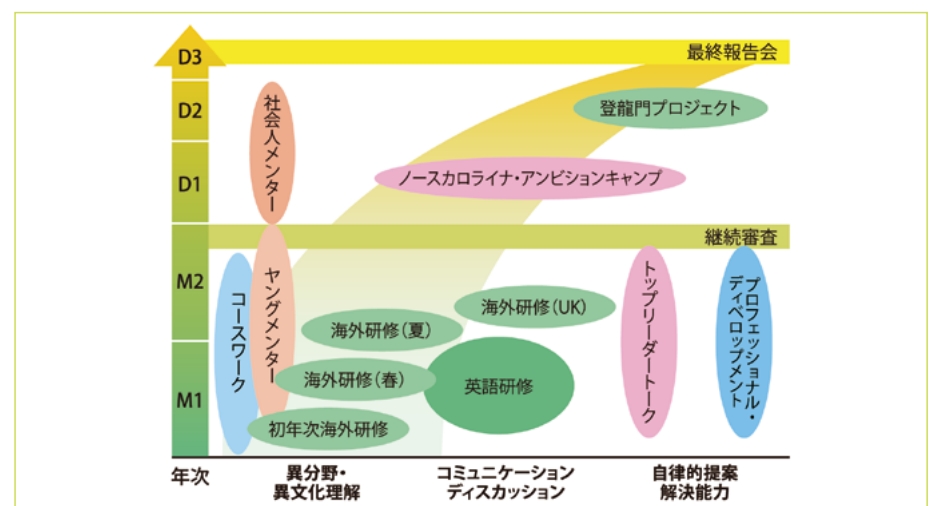 D3
最終報告会
D2
社会人メンター
登龍門プロジェクト
D1
ノースカロライナ・アンビションキャンプ
継続審査
M2
コースワーク
ヤングメンター
海外研修（UK）
海外研修（夏）
トップリーダートーク
プロフェッショナル・
ディベロップメント
M1
海外研修（春）
英語研修
初年次海外研修
年次
異分野・
異文化理解
コミュニケーション
ディスカッション
自律的提案
解決能力